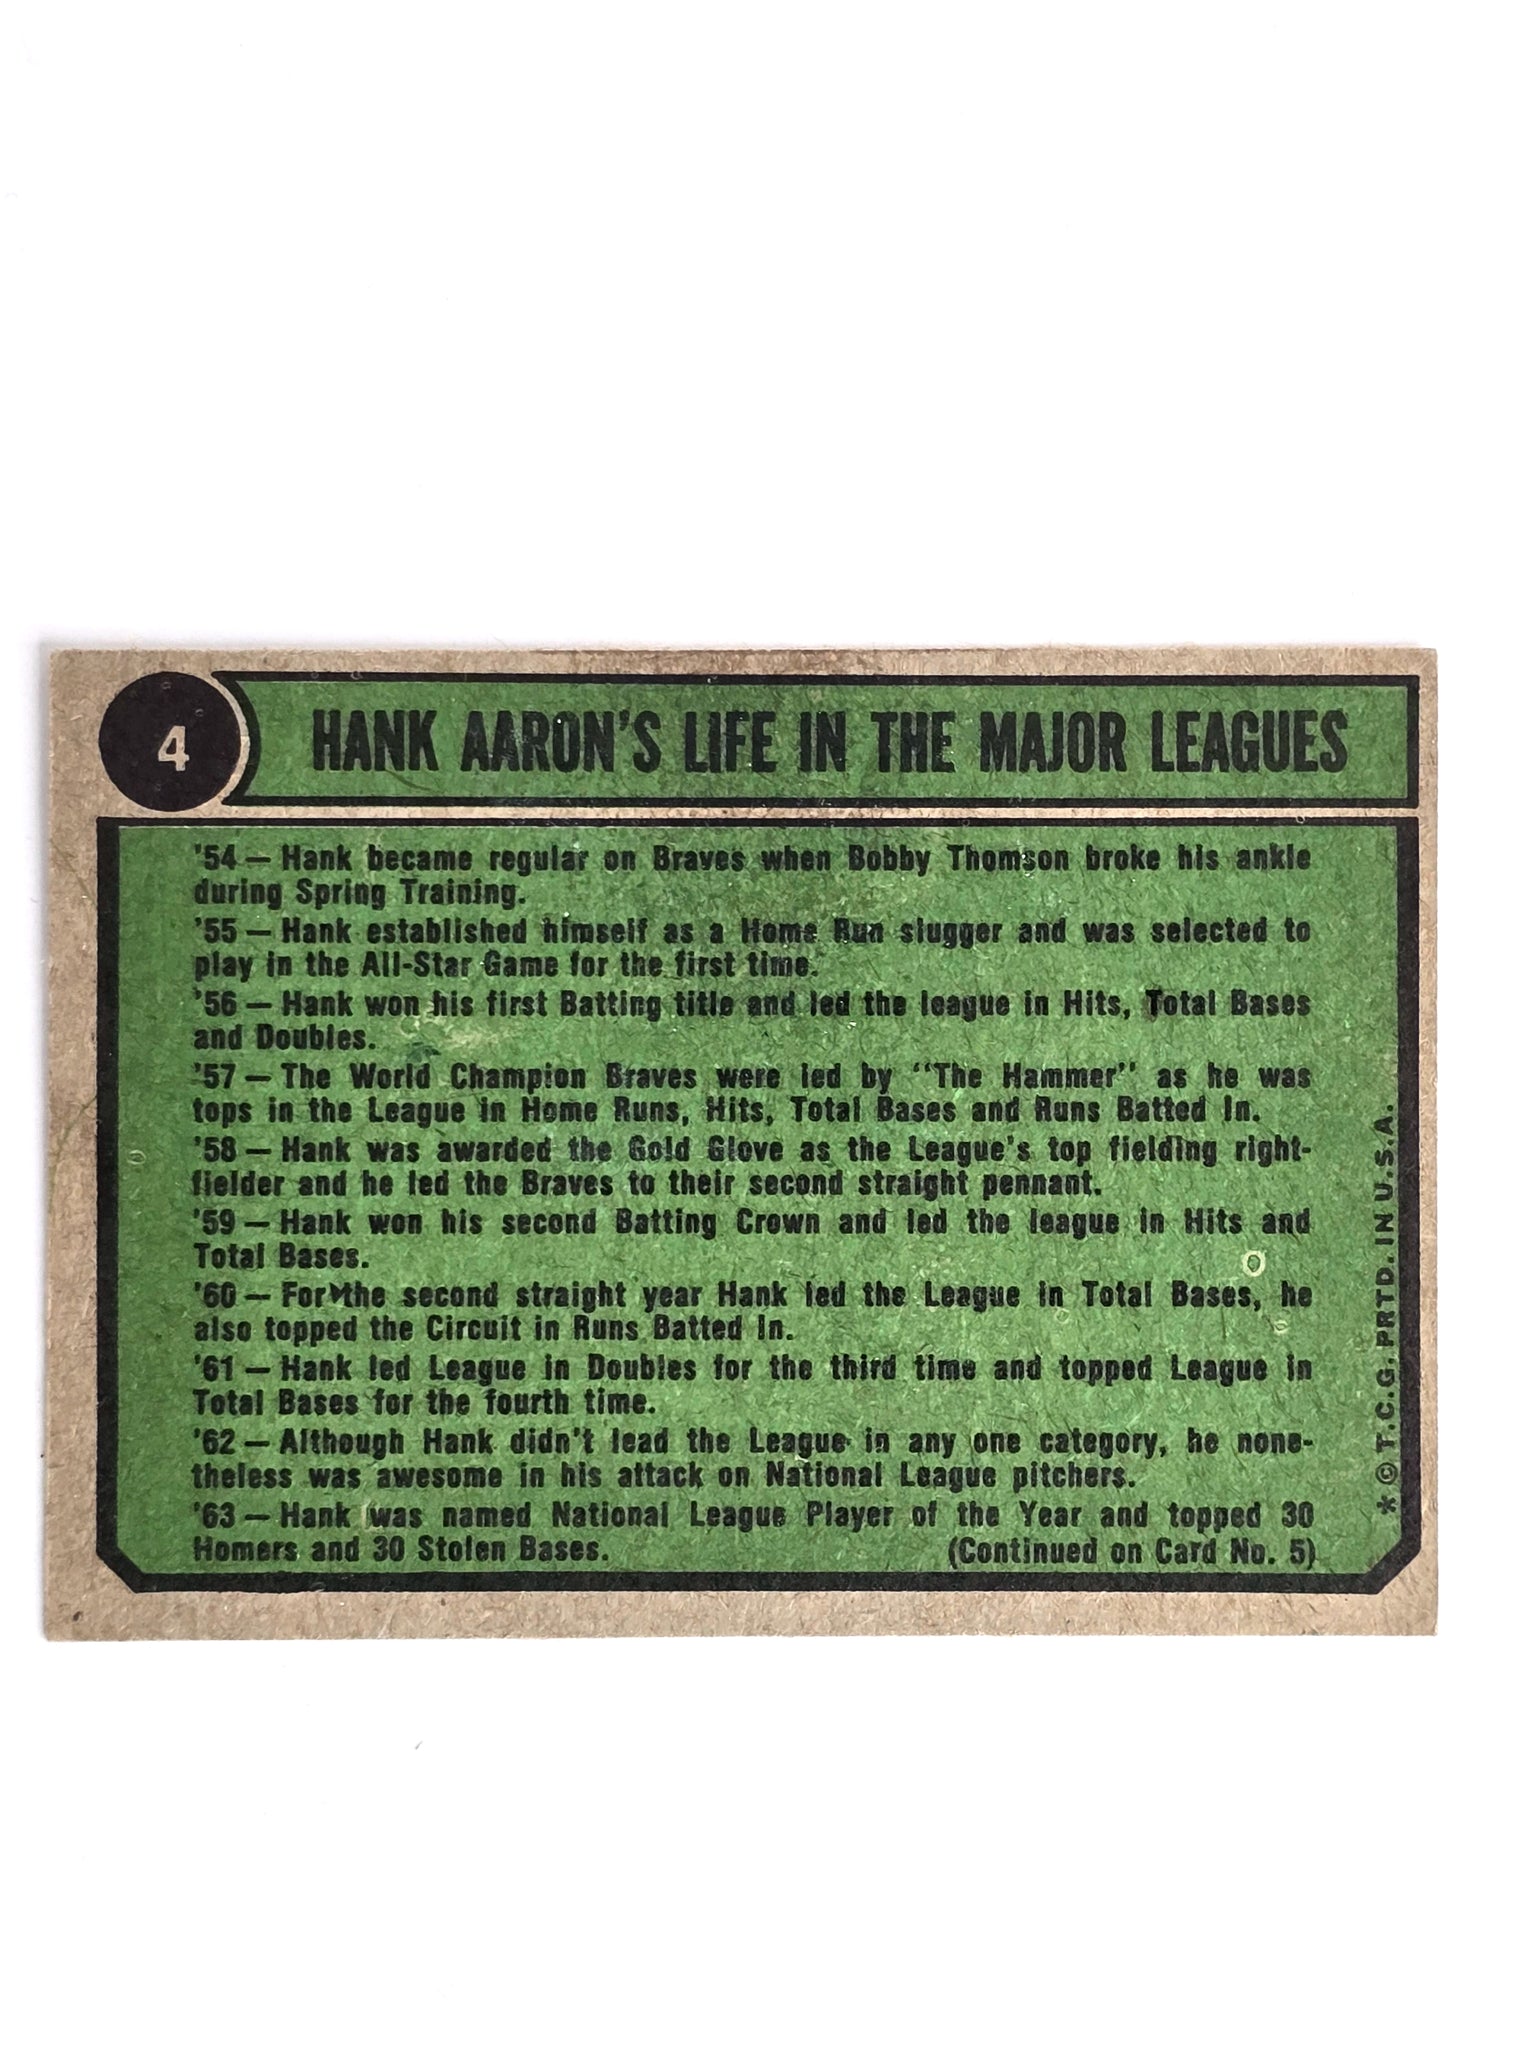 4
HANK AARON'S LIFE IN THE MAJOR LEAGUES
'54 — Hank became regular on Braves when Bobby Thomson broke his ankle
during Spring Training.
'55 — Hank established himself as a Home Run slugger and was selected to
play in the All-Star Game for the first time.
'56 — Hank won his first Batting title and led the league in Hits, Total Bases
and Doubles.
'57 — The World Champion Braves were led by "The Hammer" as he was
tops in the League in Home Runs, Hits, Total Bases and Runs Batted In.
'58 — Hank was awarded the Gold Glove as the League's top fielding right-
fielder and he led the Braves to their second straight pennant.
'59 — Hank won his second Batting Crown and led the league in Hits and
Total Bases.
'60 — For the second straight year Hank led the League in Total Bases, he
also topped the Circuit in Runs Batted In.
'61 — Hank led League in Doubles for the third time and topped League in
Total Bases for the fourth time.
'62 — Although Hank didn't lead the League in any one category, he none-
theless was awesome in his attack on National League pitchers.
'63 — Hank was named National League Player of the Year and topped 30
Homers and 30 Stolen Bases. (Continued on Card No. 5)
*©T.C.G. PRTD. IN U.S.A.